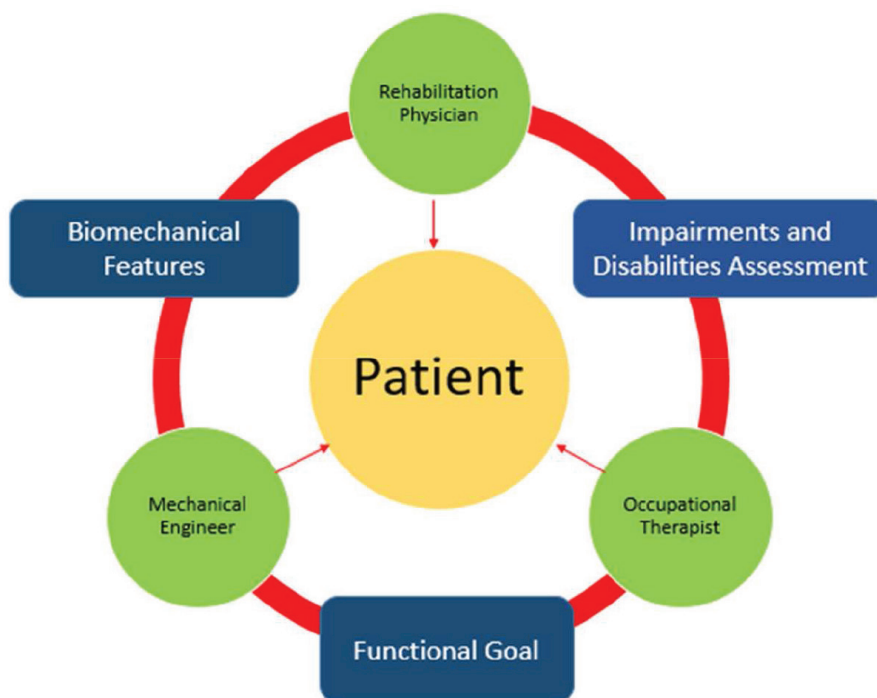 Rehabilitation
Physician
Biomechanical
Features
Impairments and
Disabilities Assessment
Patient
Mechanical
Engineer
Occupational
Therapist
Functional Goal